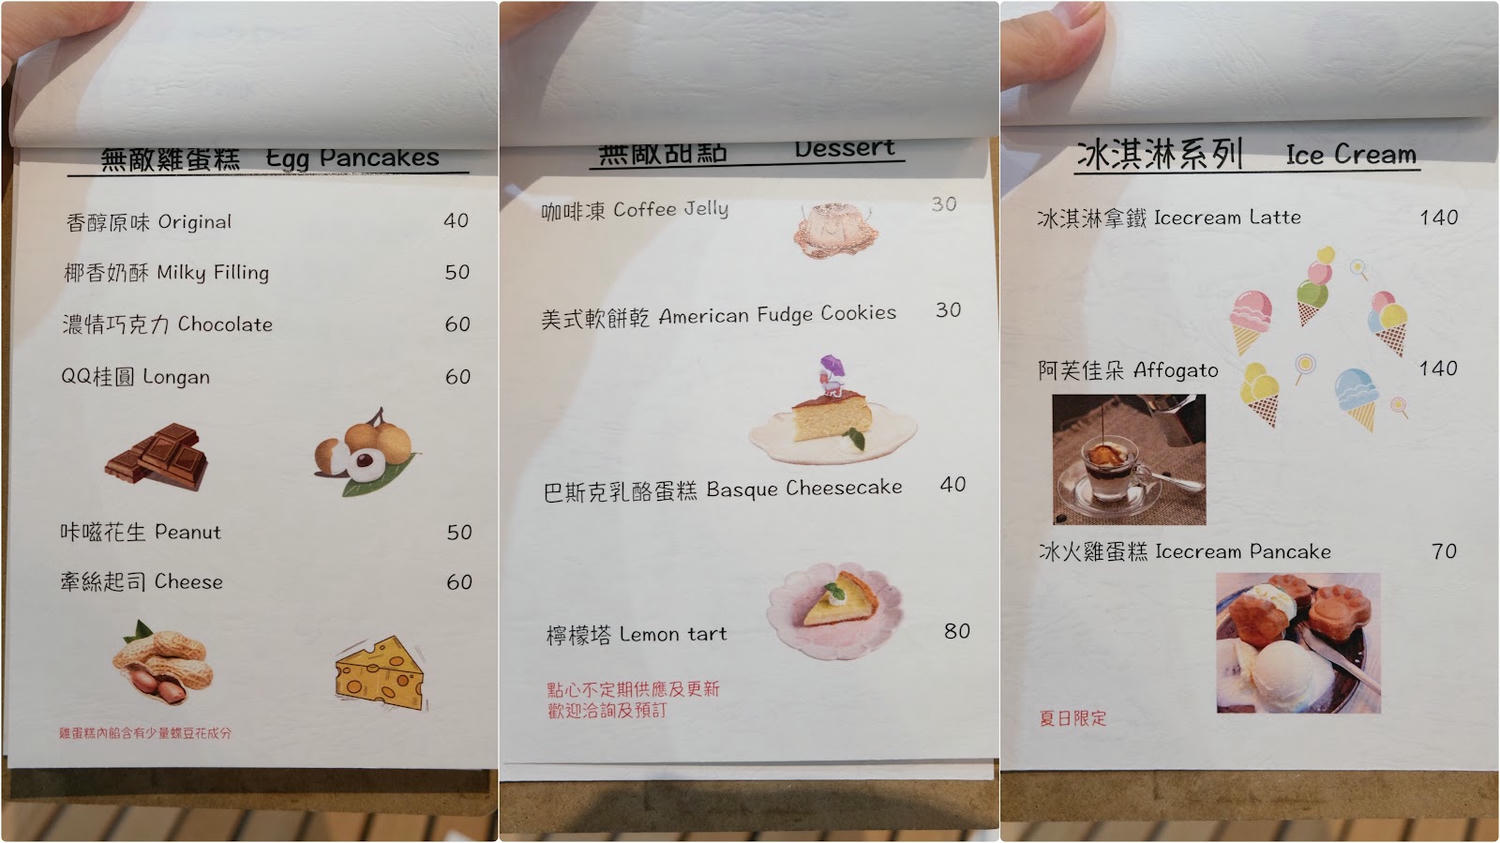 無敵雞蛋糕 Egg Pancakes
香醇原味 Original 40
椰香奶酥 Milky Filling 50
濃情巧克力 Chocolate 60
QQ桂圓 Longan 60
咔嗞花生 Peanut 50
牽絲起司 Cheese 60
雞蛋糕內餡含有少量蝶豆花成分
無敵甜點 Dessert
咖啡凍 Coffee Jelly 30
美式軟餅乾 American Fudge Cookies 30
巴斯克乳酪蛋糕 Basque Cheesecake 40
檸檬塔 Lemon tart 80
點心不定期供應及更新
歡迎洽詢及預訂
冰淇淋系列 Ice Cream
冰淇淋拿鐵 Icecream Latte 140
阿芙佳朵 Affogato 140
冰火雞蛋糕 Icecream Pancake 70
夏日限定